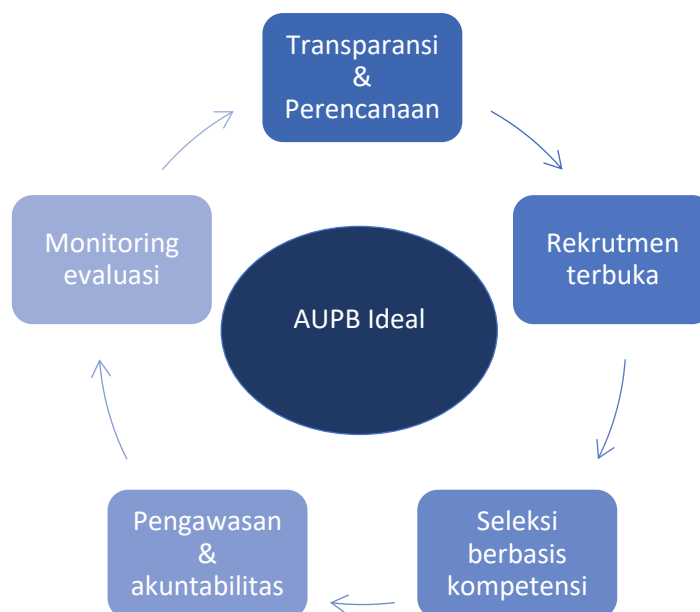 Transparansi
&
Perencanaan
Rekrutmen
terbuka
Seleksi
berbasis
kompetensi
Pengawasan
&
akuntabilitas
Monitoring
evaluasi
AUPB Ideal